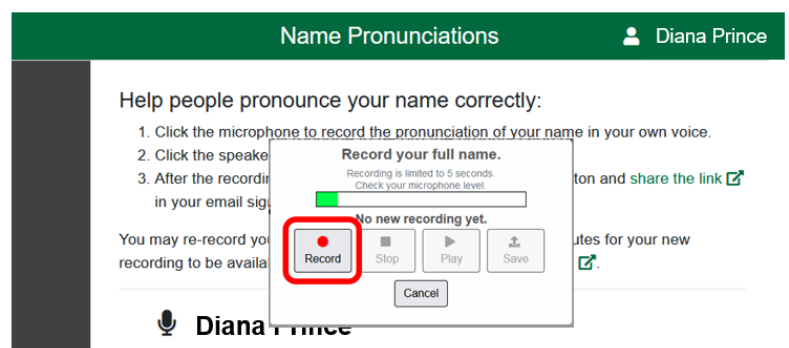 Name Pronunciations
Diana Prince
Help people pronounce your name correctly:
1. Click the microphone to record the pronunciation of your name in your own voice.
2. Click the speake
3. After the recordin
ton and share the link
in your email sig
You may re-record you
utes for your new
recording to be availa
Record your full name.
Recording is limited to 5 seconds.
Check your microphone level.
No new recording yet.
Record
Stop
Play
Save
Cancel
Diana Prince